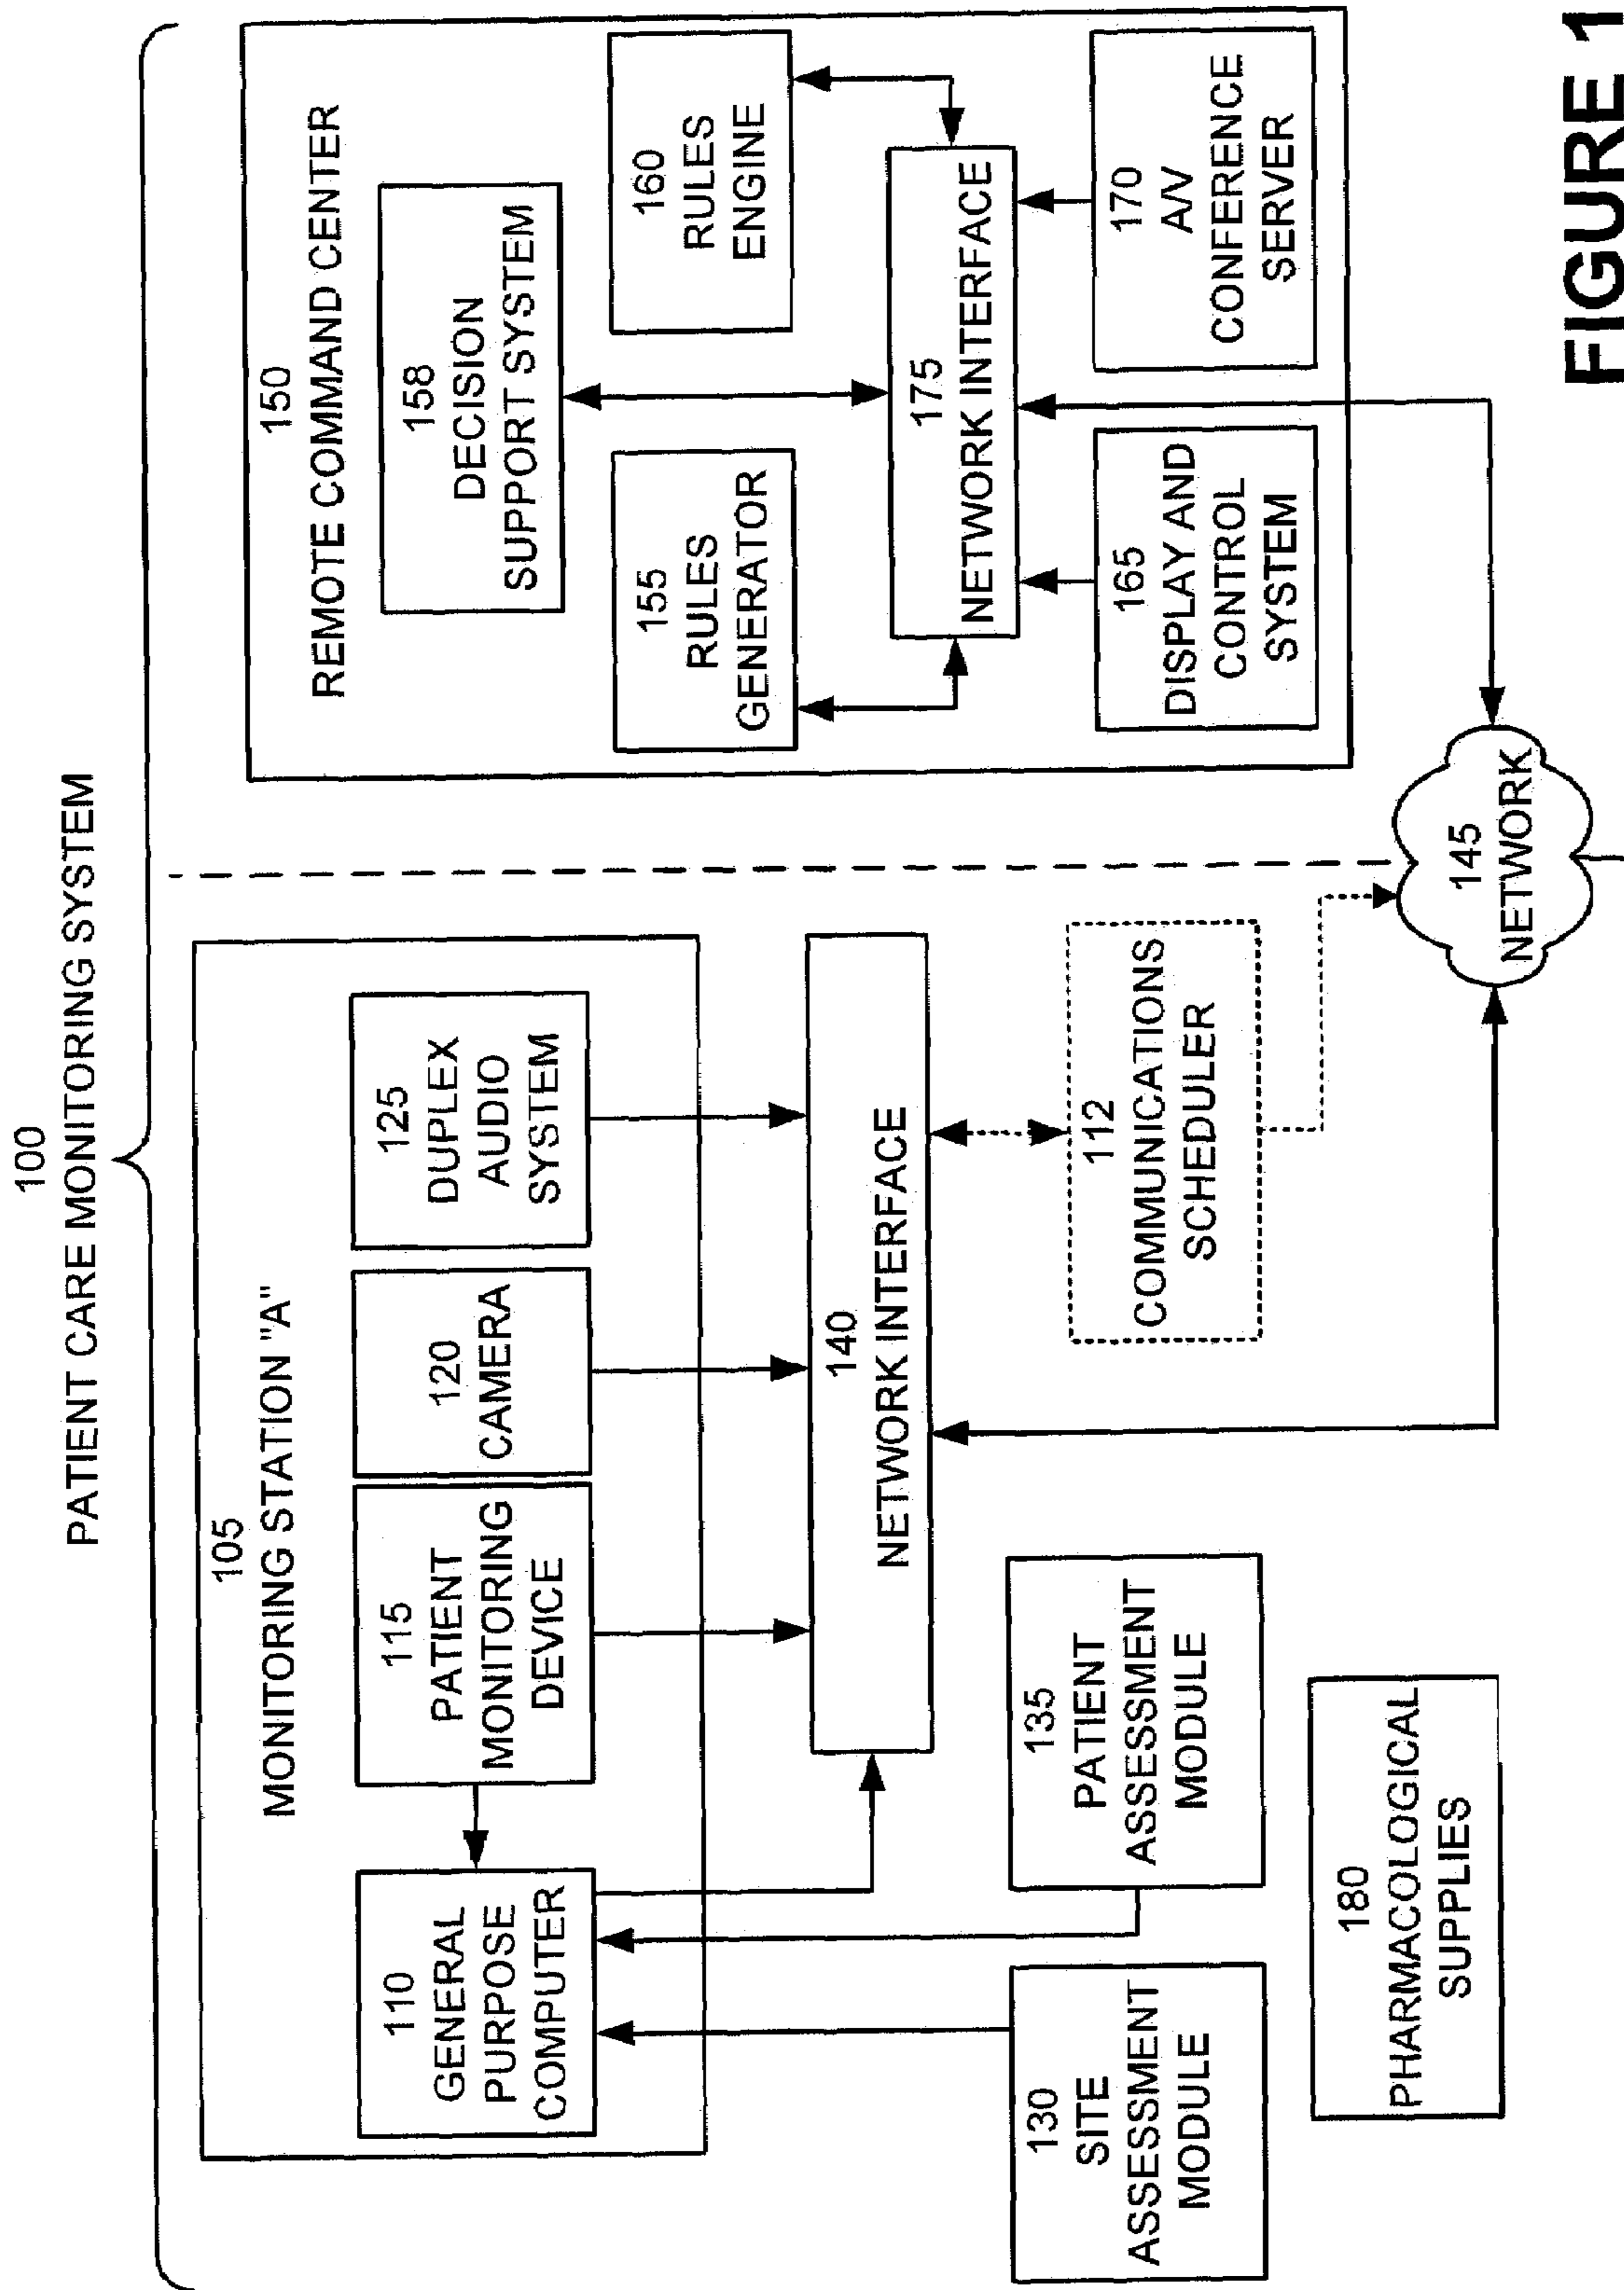 100
PATIENT CARE MONITORING SYSTEM
105
MONITORING STATION "A"
110
GENERAL
PURPOSE
COMPUTER
115
PATIENT
MONITORING
DEVICE
120
CAMERA
125
DUPLEX
AUDIO
SYSTEM
140
NETWORK INTERFACE
130
SITE
ASSESSMENT
MODULE
135
PATIENT
ASSESSMENT
MODULE
112
COMMUNICATIONS
SCHEDULER
180
PHARMACOLOGICAL
SUPPLIES
145
NETWORK
150
REMOTE COMMAND CENTER
158
DECISION
SUPPORT SYSTEM
155
RULES
GENERATOR
160
RULES
ENGINE
175
NETWORK INTERFACE
165
DISPLAY AND
CONTROL
SYSTEM
170
A/V
CONFERENCE
SERVER
FIGURE 1